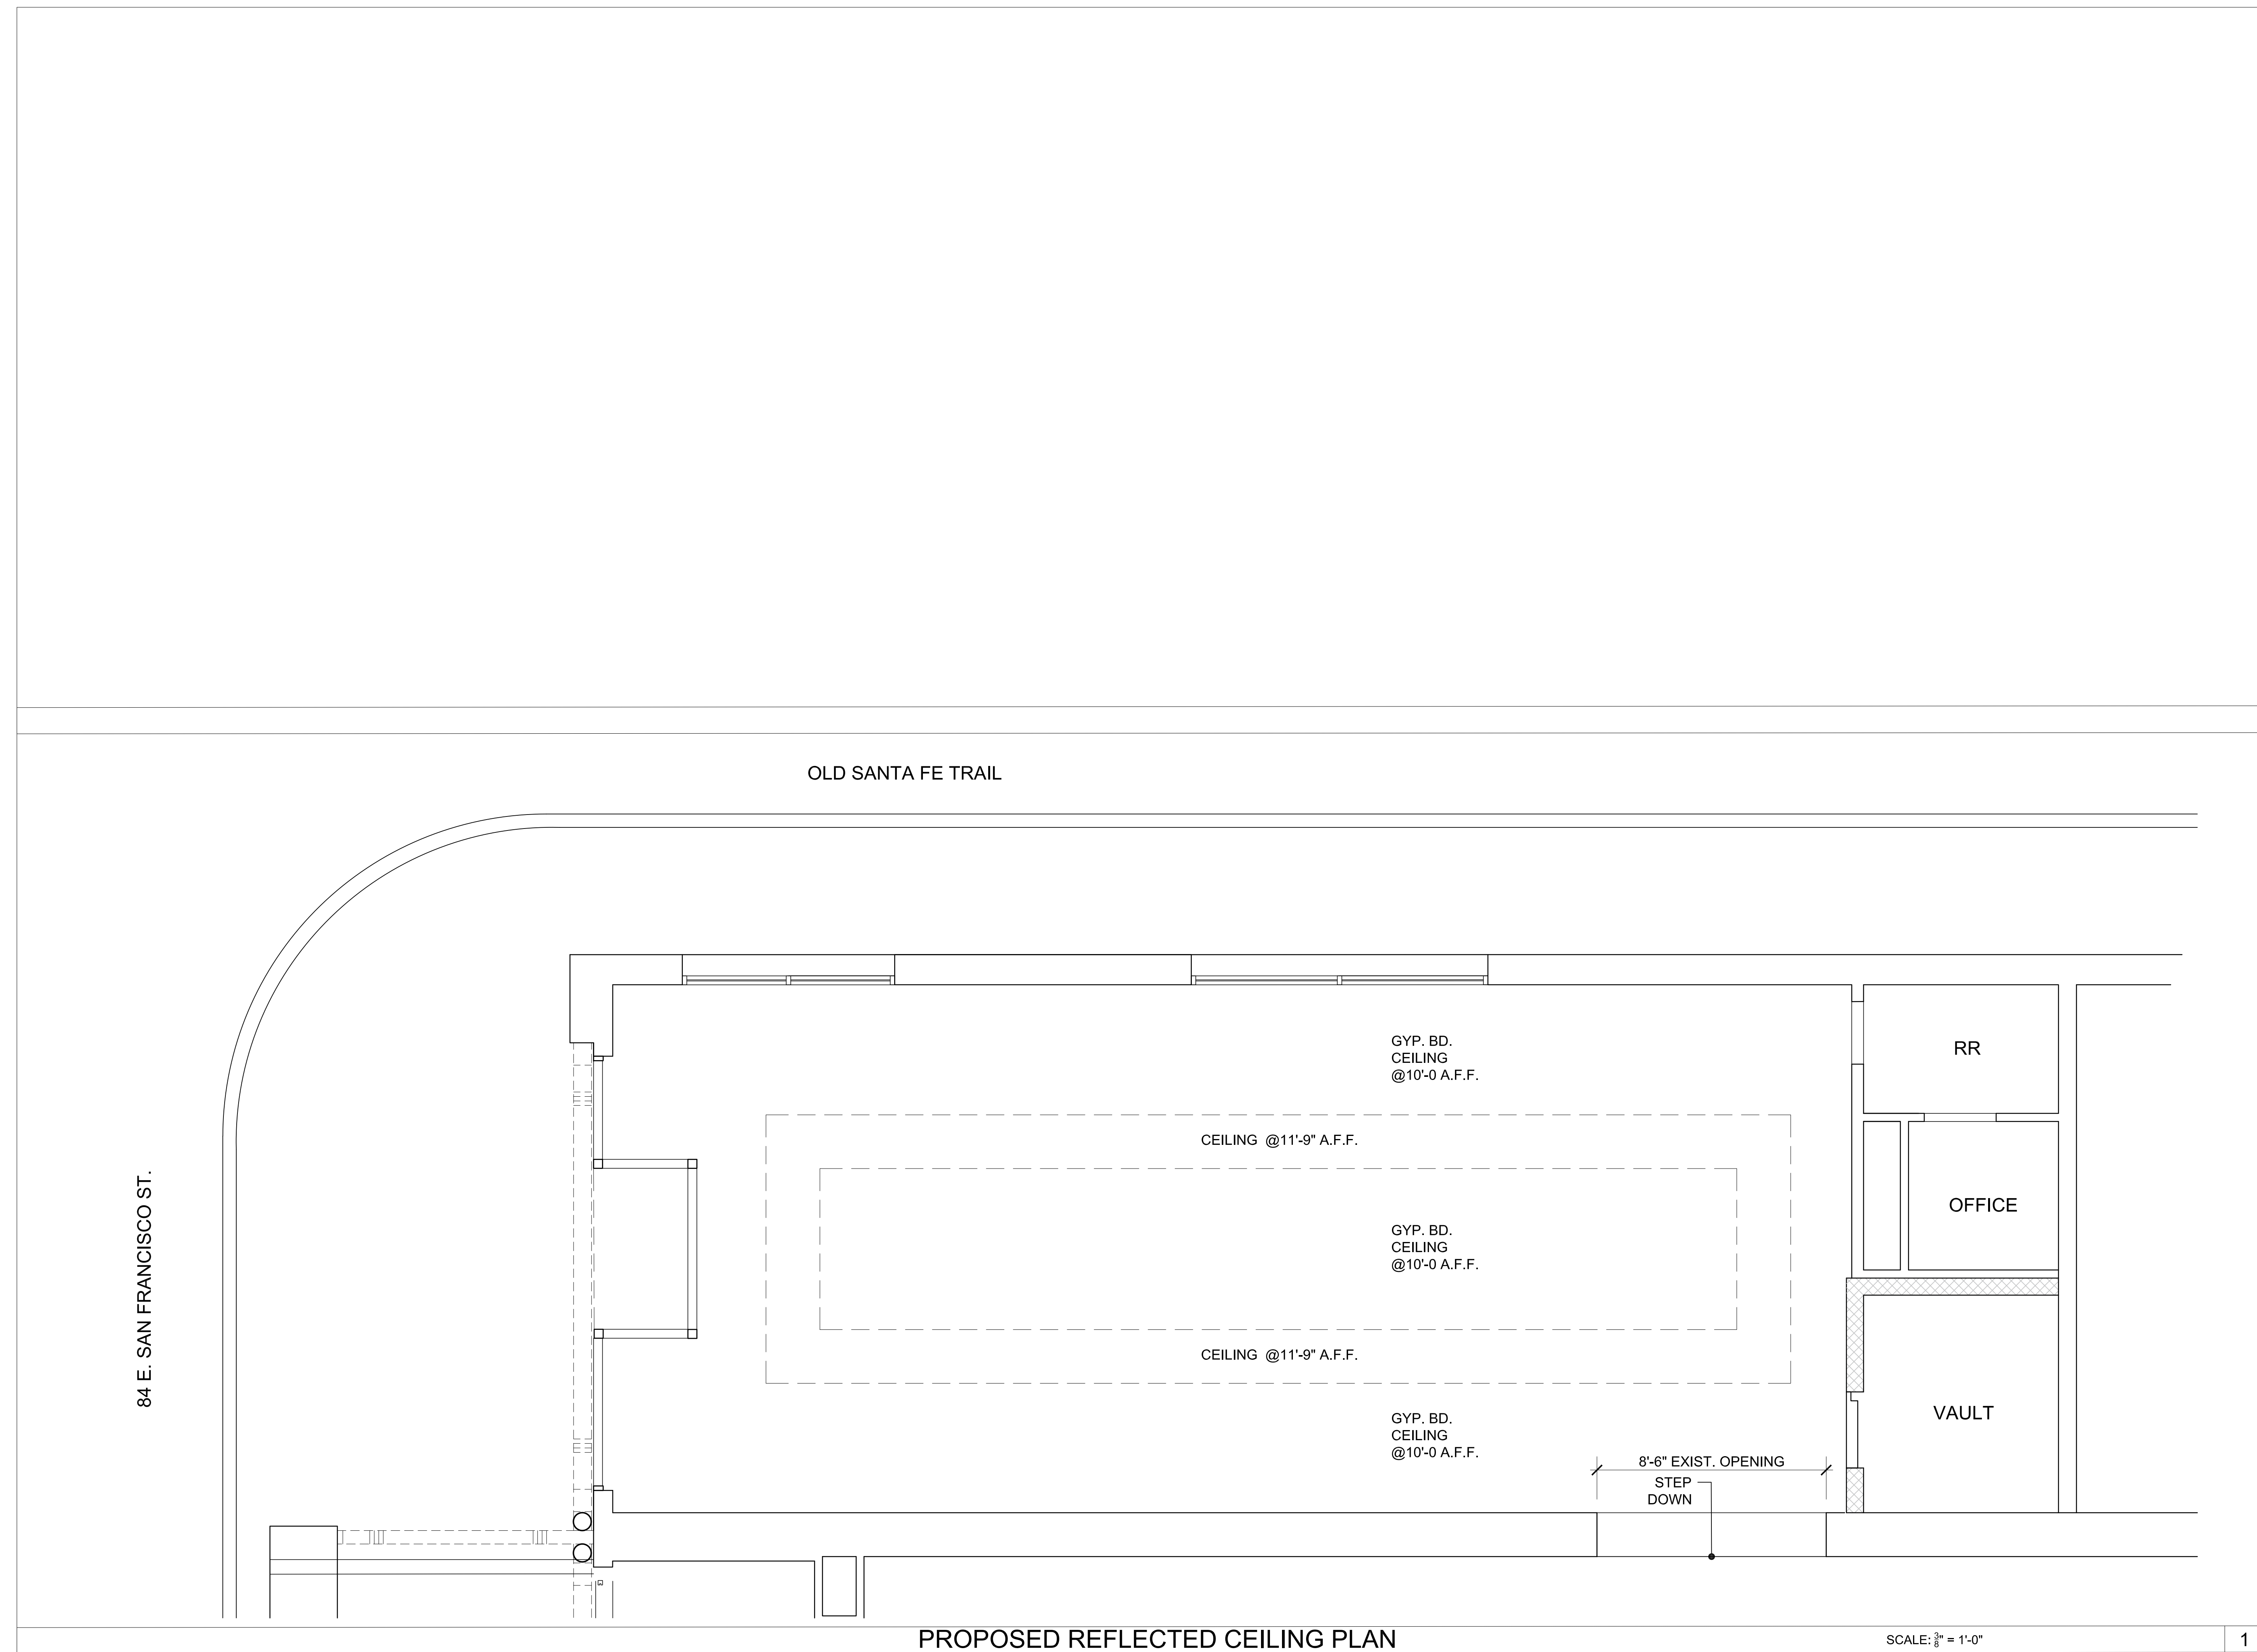 OLD SANTA FE TRAIL
84 E. SAN FRANCISCO ST.
GYP. BD.
CEILING
@10'-0 A.F.F.
RR
CEILING @11'-9" A.F.F.
OFFICE
GYP. BD.
CEILING
@10'-0 A.F.F.
CEILING @11'-9" A.F.F.
VAULT
GYP. BD.
CEILING
@10'-0 A.F.F.
8'-6" EXIST. OPENING
STEP
DOWN
PROPOSED REFLECTED CEILING PLAN
SCALE: 3/8" = 1'-0"
1